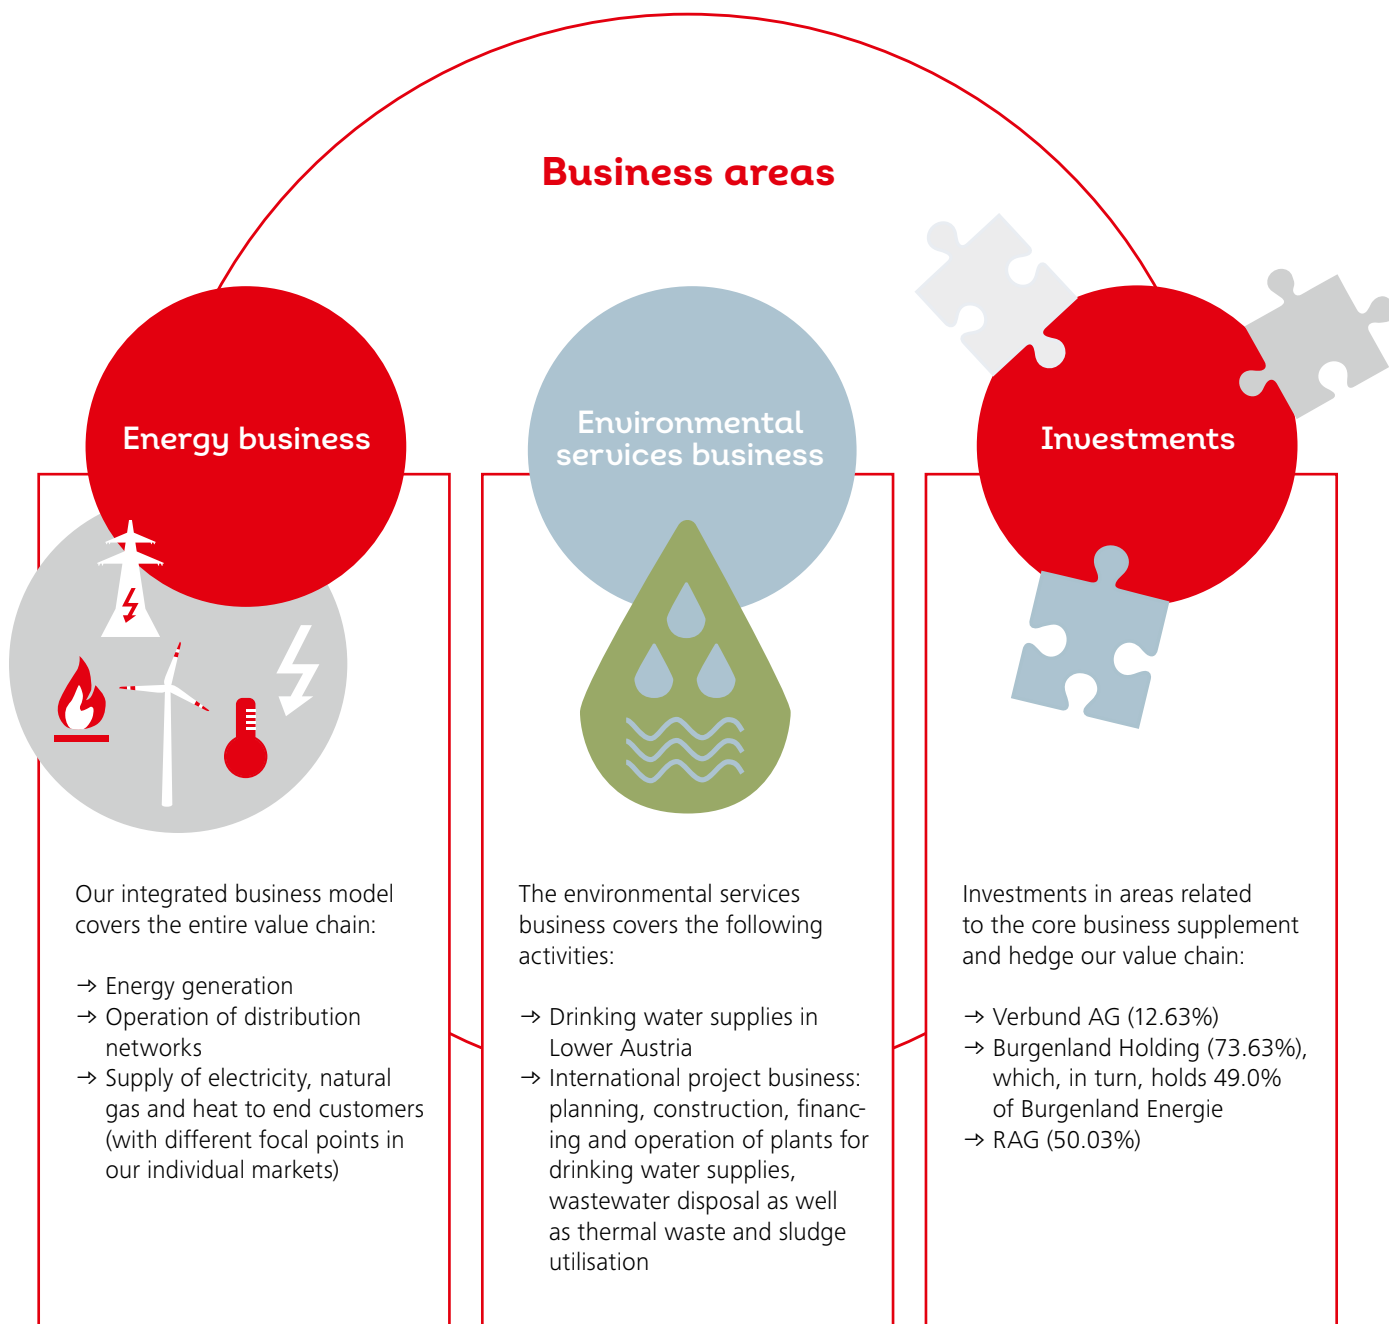 Business areas
Energy business
Our integrated business model
covers the entire value chain:
→ Energy generation
→ Operation of distribution
networks
→ Supply of electricity, natural
gas and heat to end customers
(with different focal points in
our individual markets)
Environmental
services business
The environmental services
business covers the following
activities:
→ Drinking water supplies in
Lower Austria
→ International project business:
planning, construction, financ-
ing and operation of plants for
drinking water supplies,
wastewater disposal as well
as thermal waste and sludge
utilisation
Investments
Investments in areas related
to the core business supplement
and hedge our value chain:
→ Verbund AG (12.63%)
→ Burgenland Holding (73.63%),
which, in turn, holds 49.0%
of Burgenland Energie
→ RAG (50.03%)